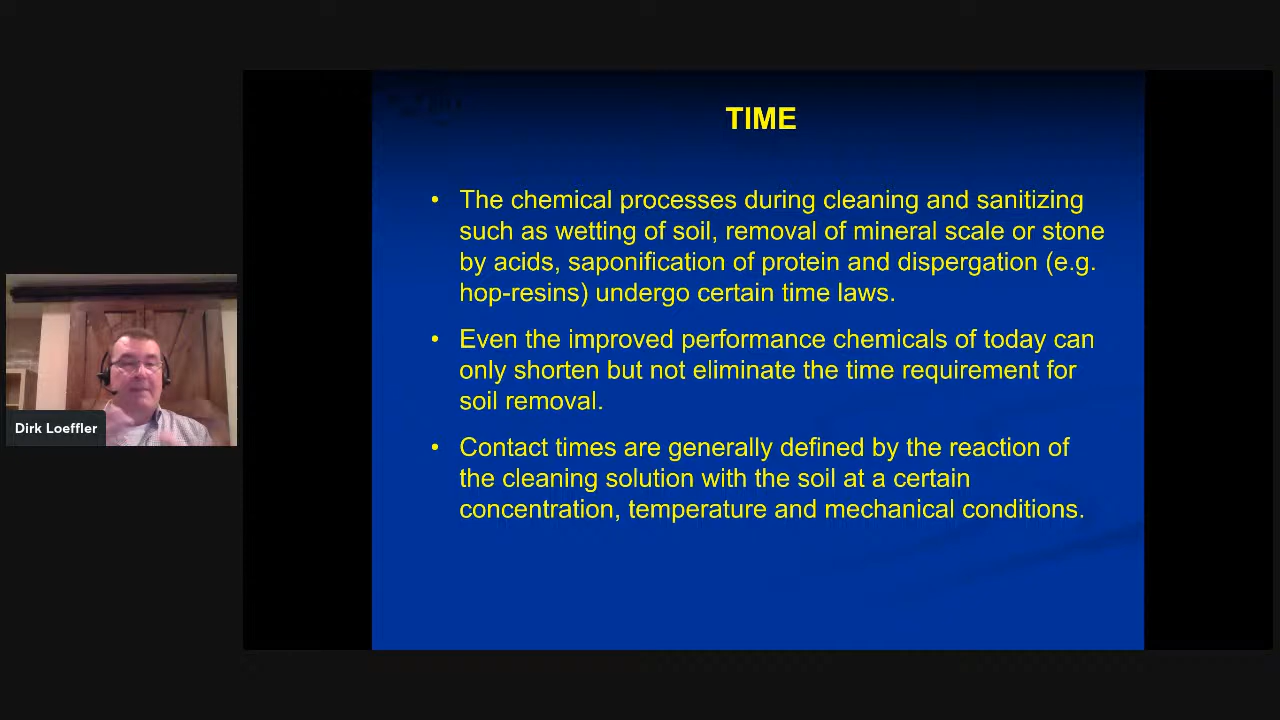 TIME
• The chemical processes during cleaning and sanitizing
such as wetting of soil, removal of mineral scale or stone
by acids, saponification of protein and dispergation (e.g.
hop-resins) undergo certain time laws.
• Even the improved performance chemicals of today can
only shorten but not eliminate the time requirement for
soil removal.
• Contact times are generally defined by the reaction of
the cleaning solution with the soil at a certain
concentration, temperature and mechanical conditions.
Dirk Loeffler